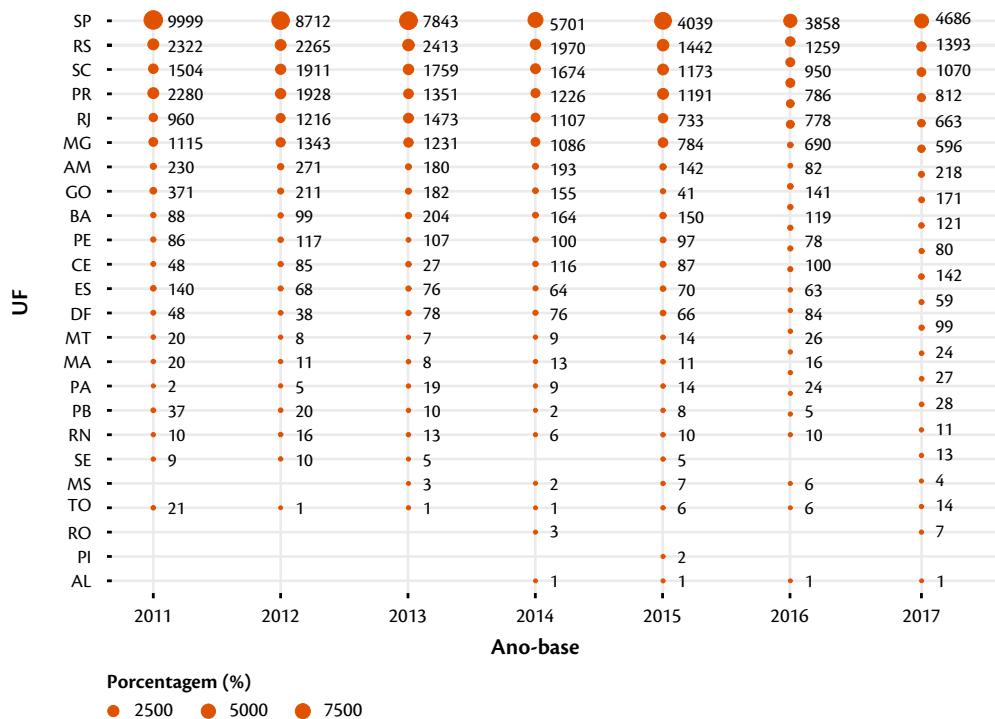 SP 9999 8712 7843 5701 4039 3858 4686
RS 2322 2265 2413 1970 1442 1259 1393
SC 1504 1911 1759 1674 1173 950 1070
PR 2280 1928 1351 1226 1191 786 812
RJ 960 1216 1473 1107 733 778 663
MG 1115 1343 1231 1086 784 690 596
AM 230 271 180 193 142 82 218
GO 371 211 182 155 41 141 171
BA 88 99 204 164 150 119 121
PE 86 117 107 100 97 78 80
CE 48 85 27 116 87 100 142
ES 140 68 76 64 70 63 59
DF 48 38 78 76 66 84 99
MT 20 8 7 9 14 26 24
MA 20 11 8 13 11 16 27
PA 2 5 19 9 14 24 28
PB 37 20 10 2 8 5 11
RN 10 16 13 6 10 10 13
SE 9 10 5 5 4
MS 3 2 7 6 14
TO 21 1 1 1 6 6 7
RO 3
PI 2
AL 1 1 1 1
UF
2011 2012 2013 2014 2015 2016 2017
Ano-base
Porcentagem (%)
2500 5000 7500